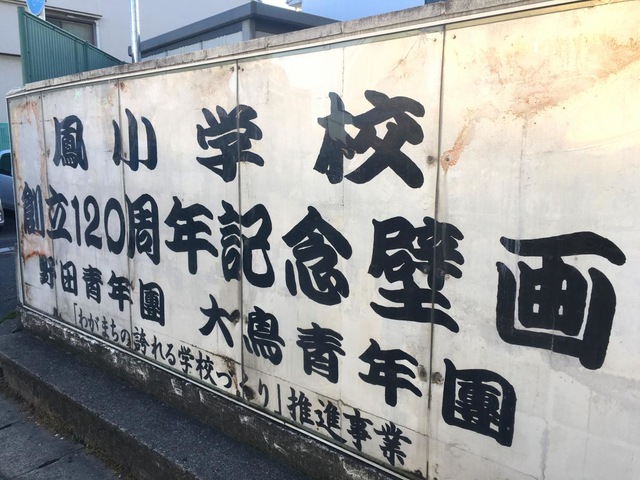 鳳小学校
創立120周年記念壁画
野田青年團 大鳥青年團
「わがまちの誇れる学校づくり」推進事業